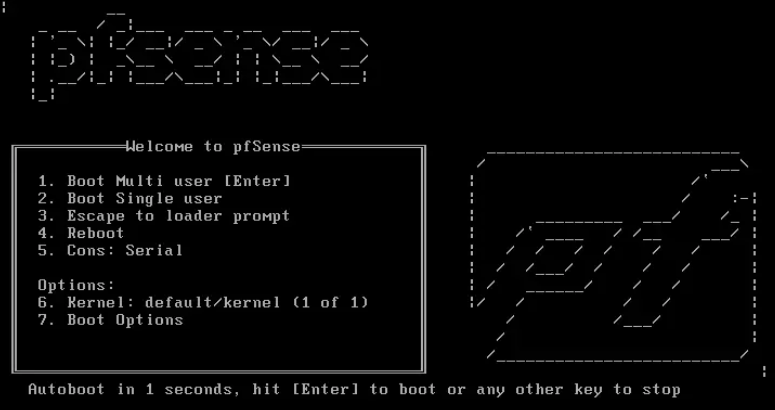 pfsense
Welcome to pfSense
1. Boot Multi user [Enter]
2. Boot Single user
3. Escape to loader prompt
4. Reboot
5. Cons: Serial
Options:
6. Kernel: default/kernel (1 of 1)
7. Boot Options
pf
Autoboot in 1 seconds, hit [Enter] to boot or any other key to stop